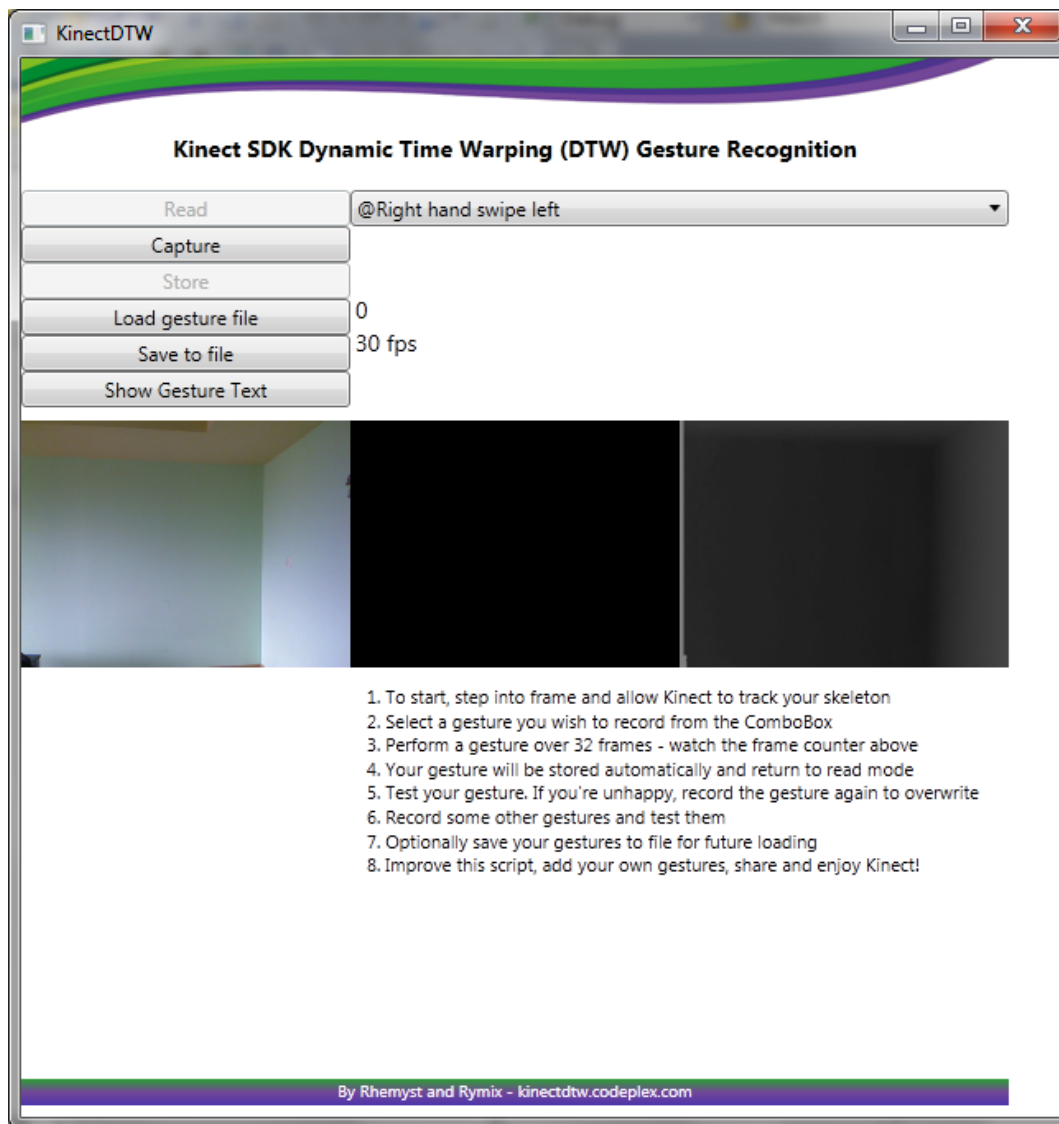 KinectDTW
Kinect SDK Dynamic Time Warping (DTW) Gesture Recognition
Read
@Right hand swipe left
Capture
Store
Load gesture file
0
Save to file
30 fps
Show Gesture Text
1. To start, step into frame and allow Kinect to track your skeleton
2. Select a gesture you wish to record from the ComboBox
3. Perform a gesture over 32 frames - watch the frame counter above
4. Your gesture will be stored automatically and return to read mode
5. Test your gesture. If you're unhappy, record the gesture again to overwrite
6. Record some other gestures and test them
7. Optionally save your gestures to file for future loading
8. Improve this script, add your own gestures, share and enjoy Kinect!
By Rhemyst and Rymix - kinectdtw.codeplex.com